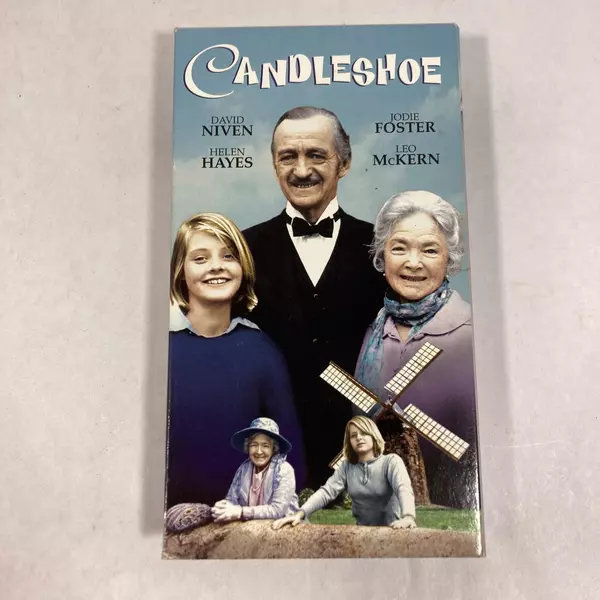 CANDLESHOE
DAVID
NIVEN
JODIE
FOSTER
HELEN
HAYES
LEO
McKERN